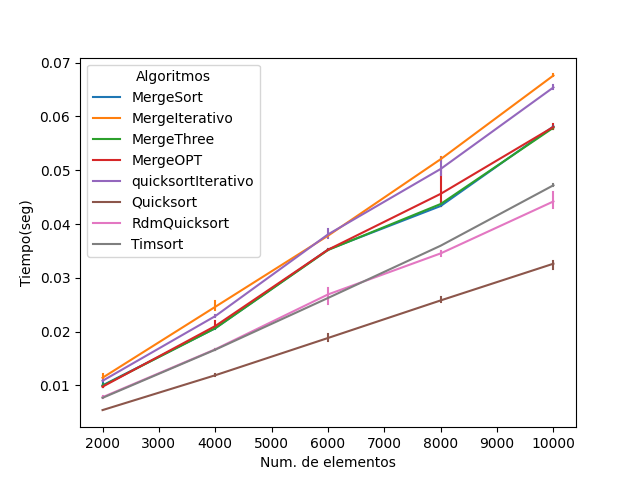 0.07
0.06
0.05
0.04
0.03
0.02
0.01
Tiempo(seg)
Algoritmos
MergeSort
MergeIterativo
MergeThree
MergeOPT
quicksortIterativo
Quicksort
RdmQuicksort
Timsort
2000 3000 4000 5000 6000 7000 8000 9000 10000
Num. de elementos